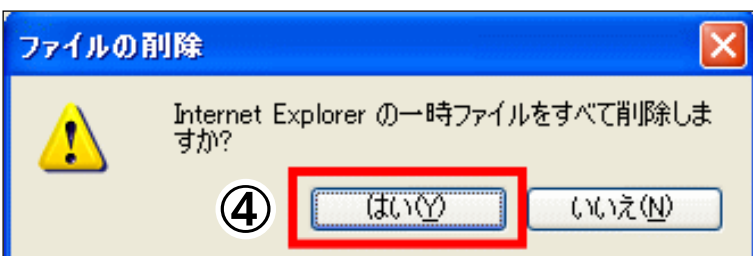 ファイルの削除
Internet Explorer の一時ファイルをすべて削除しま
すか?
④ はい(Y) いいえ(N)